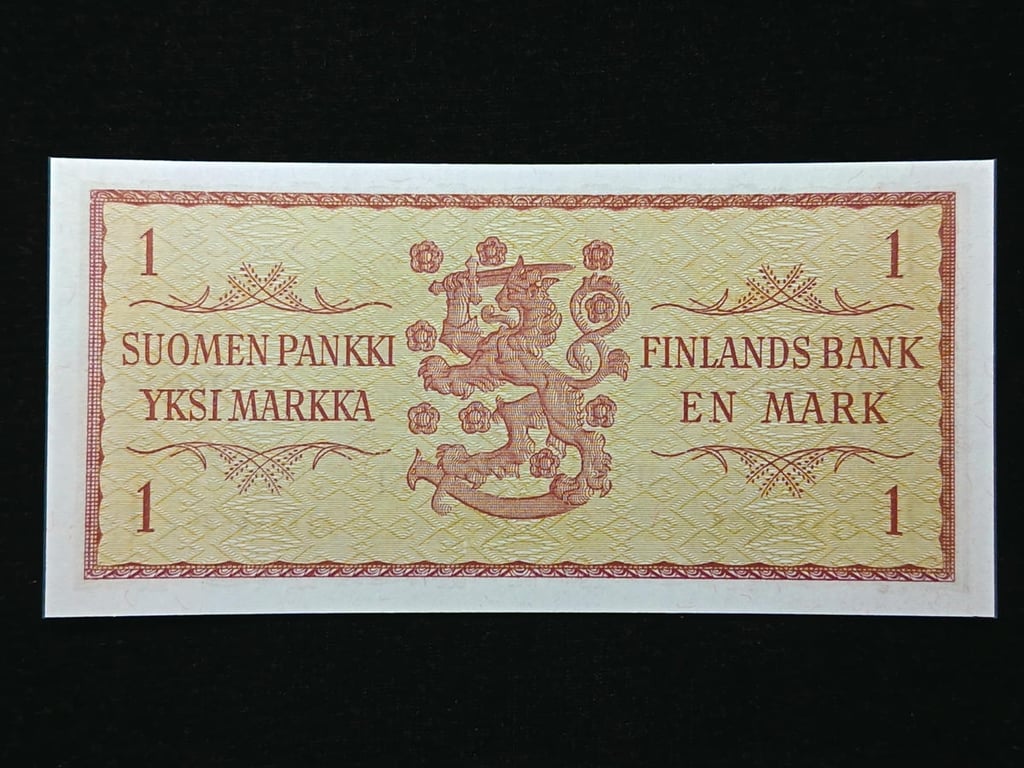 1
1
SUOMEN PANKKI
YKSI MARKKA
FINLANDS BANK
EN MARK
1
1